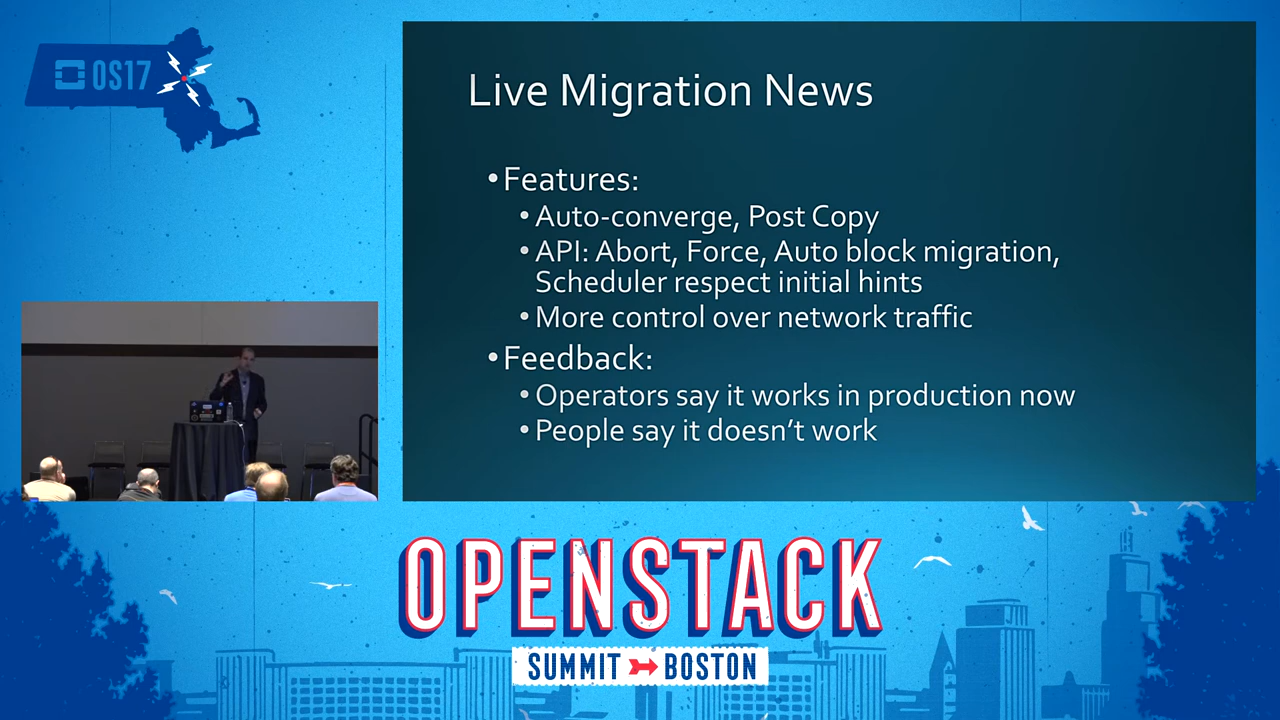 OS17
Live Migration News
•Features:
•Auto-converge, Post Copy
•API: Abort, Force, Auto block migration,
Scheduler respect initial hints
•More control over network traffic
•Feedback:
•Operators say it works in production now
•People say it doesn't work
OPENSTACK
SUMMIT BOSTON